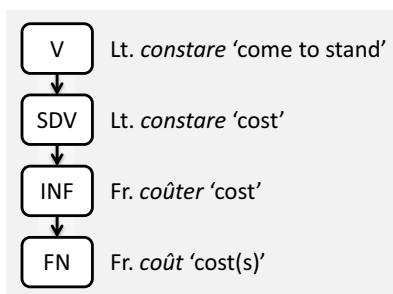 V Lt. constare ‘come to stand’
SDV Lt. constare ‘cost’
INF Fr. coûter ‘cost’
FN Fr. coût ‘cost(s)’